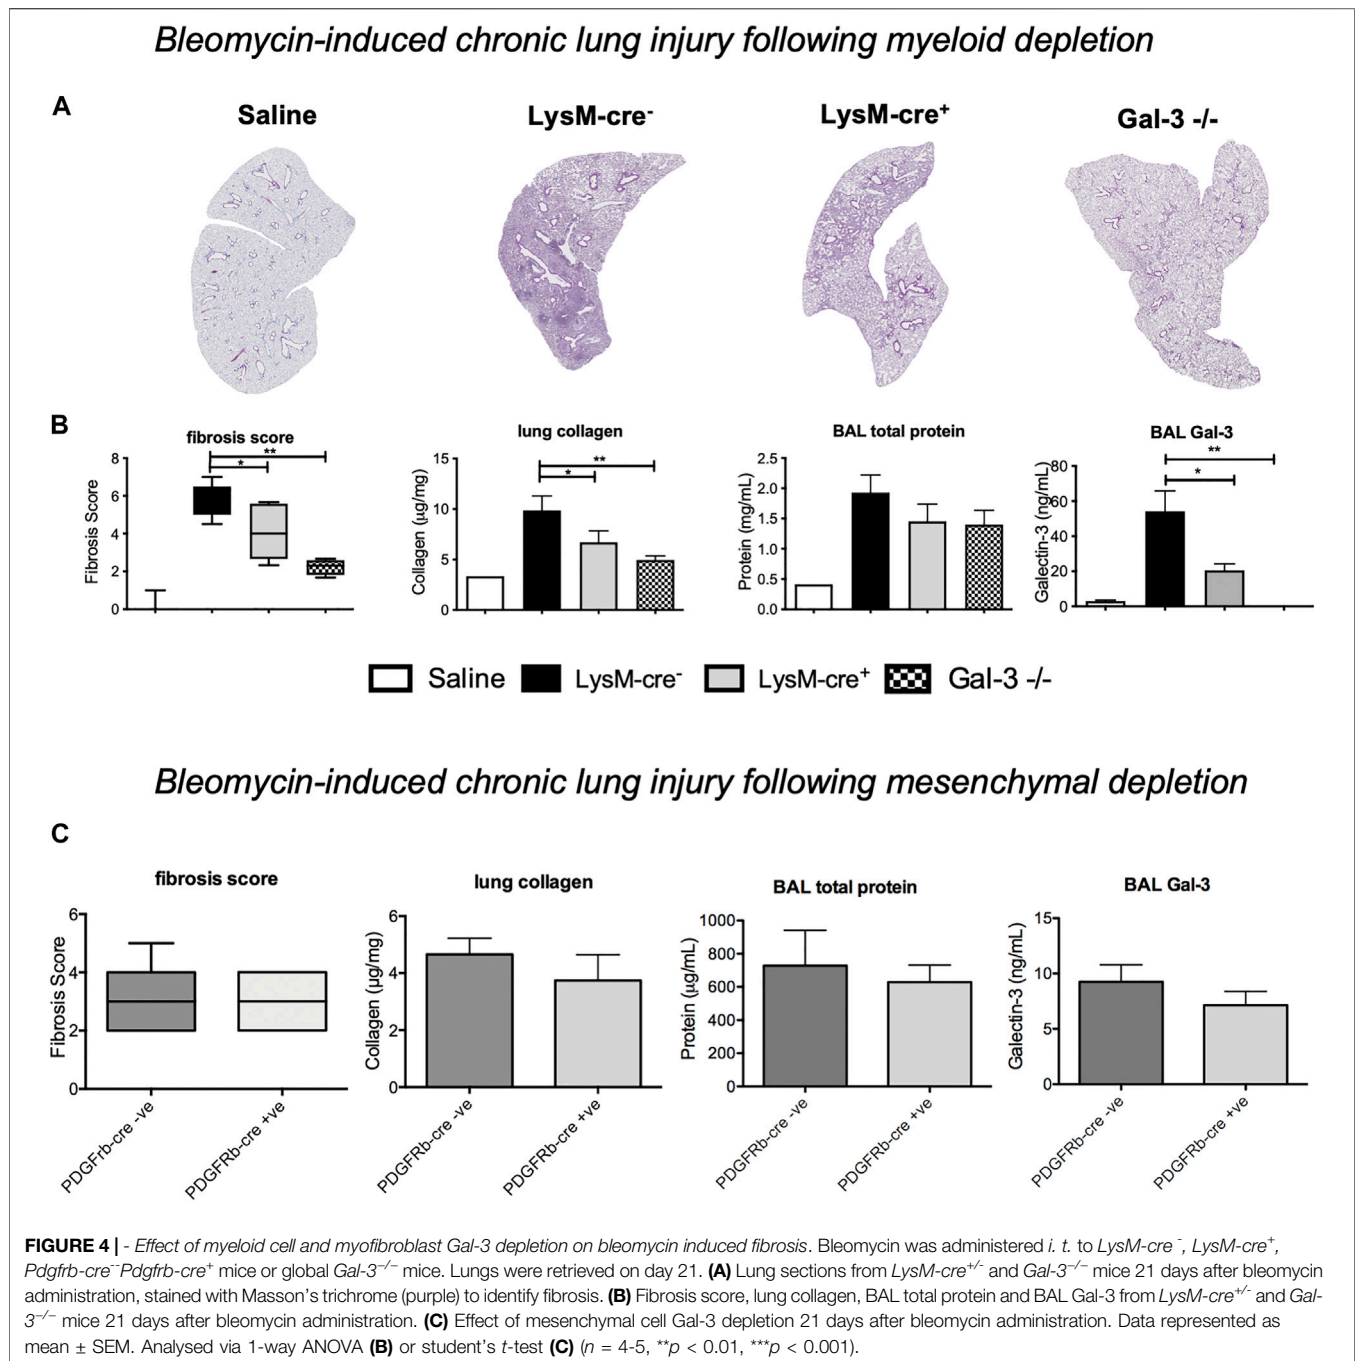 Bleomycin-induced chronic lung injury following myeloid depletion
A
Saline
LysM-cre-
LysM-cre+
Gal-3 -/-
B
fibrosis score
Fibrosis Score
8
6
4
2
0
*
**
lung collagen
Collagen (µg/mg)
15
10
5
0
*
**
BAL total protein
Protein (mg/mL)
2.5
2.0
1.5
1.0
0.5
0.0
BAL Gal-3
Galectin-3 (ng/mL)
80
60
40
20
0
**
*
Saline
LysM-cre-
LysM-cre+
Gal-3 -/-
Bleomycin-induced chronic lung injury following mesenchymal depletion
C
fibrosis score
Fibrosis Score
6
4
2
0
PDGFrb-cre -ve
PDGFRb-cre +ve
lung collagen
Collagen (µg/mg)
6
4
2
0
PDGFRb-cre -ve
PDGFRb-cre +ve
BAL total protein
Protein (µg/mL)
1000
800
600
400
200
0
PDGFRb-cre -ve
PDGFRb-cre +ve
BAL Gal-3
Galectin-3 (ng/mL)
15
10
5
0
PDGFRb-cre -ve
PDGFRb-cre +ve
FIGURE 4 | - Effect of myeloid cell and myofibroblast Gal-3 depletion on bleomycin induced fibrosis. Bleomycin was administered i. t. to LysM-cre -, LysM-cre+,
Pdgfrb-cre--Pdgfrb-cre+ mice or global Gal-3−/− mice. Lungs were retrieved on day 21. (A) Lung sections from LysM-cre+/- and Gal-3−/− mice 21 days after bleomycin
administration, stained with Masson's trichrome (purple) to identify fibrosis. (B) Fibrosis score, lung collagen, BAL total protein and BAL Gal-3 from LysM-cre+/- and Gal-
3−/− mice 21 days after bleomycin administration. (C) Effect of mesenchymal cell Gal-3 depletion 21 days after bleomycin administration. Data represented as
mean ± SEM. Analysed via 1-way ANOVA (B) or student's t-test (C) (n = 4-5, **p < 0.01, ***p < 0.001).